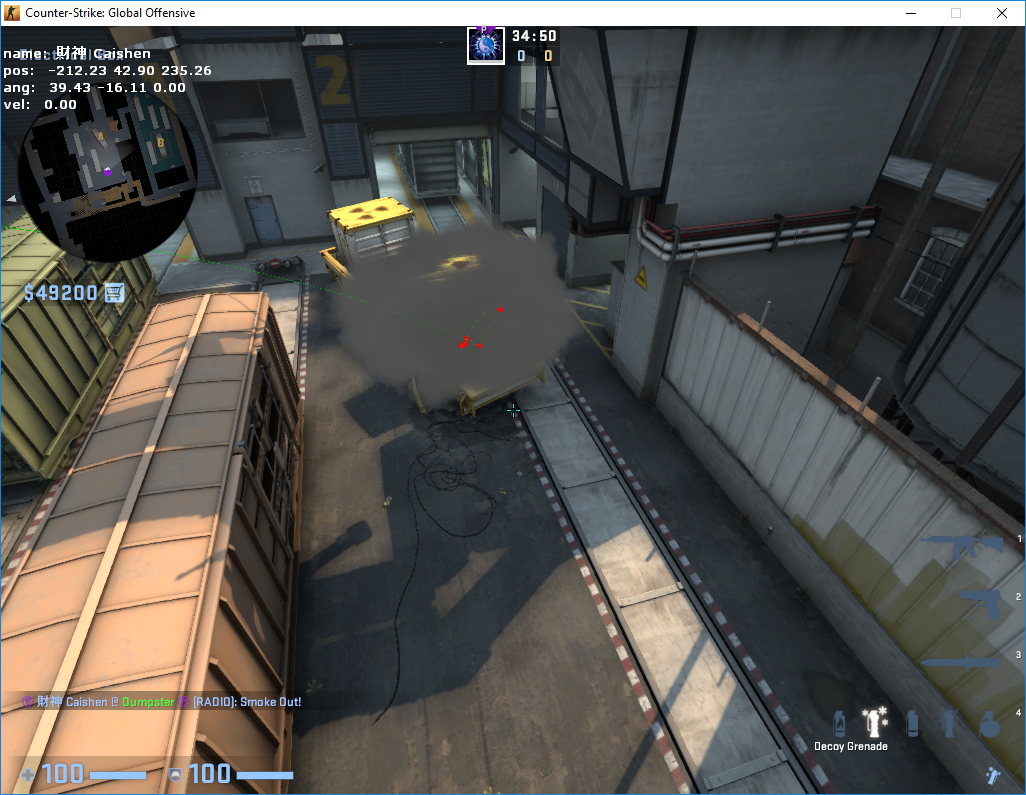 Counter-Strike: Global Offensive
name: 財神 Caishen
pos: -212.23 42.90 235.26
ang: 39.43 -16.11 0.00
vel: 0.00
34:50
0 0
2
A
B
$49200
1
2
3
財神 Caishen @ Dumpster (RADIO): Smoke Out!
4
Decoy Grenade
100 100